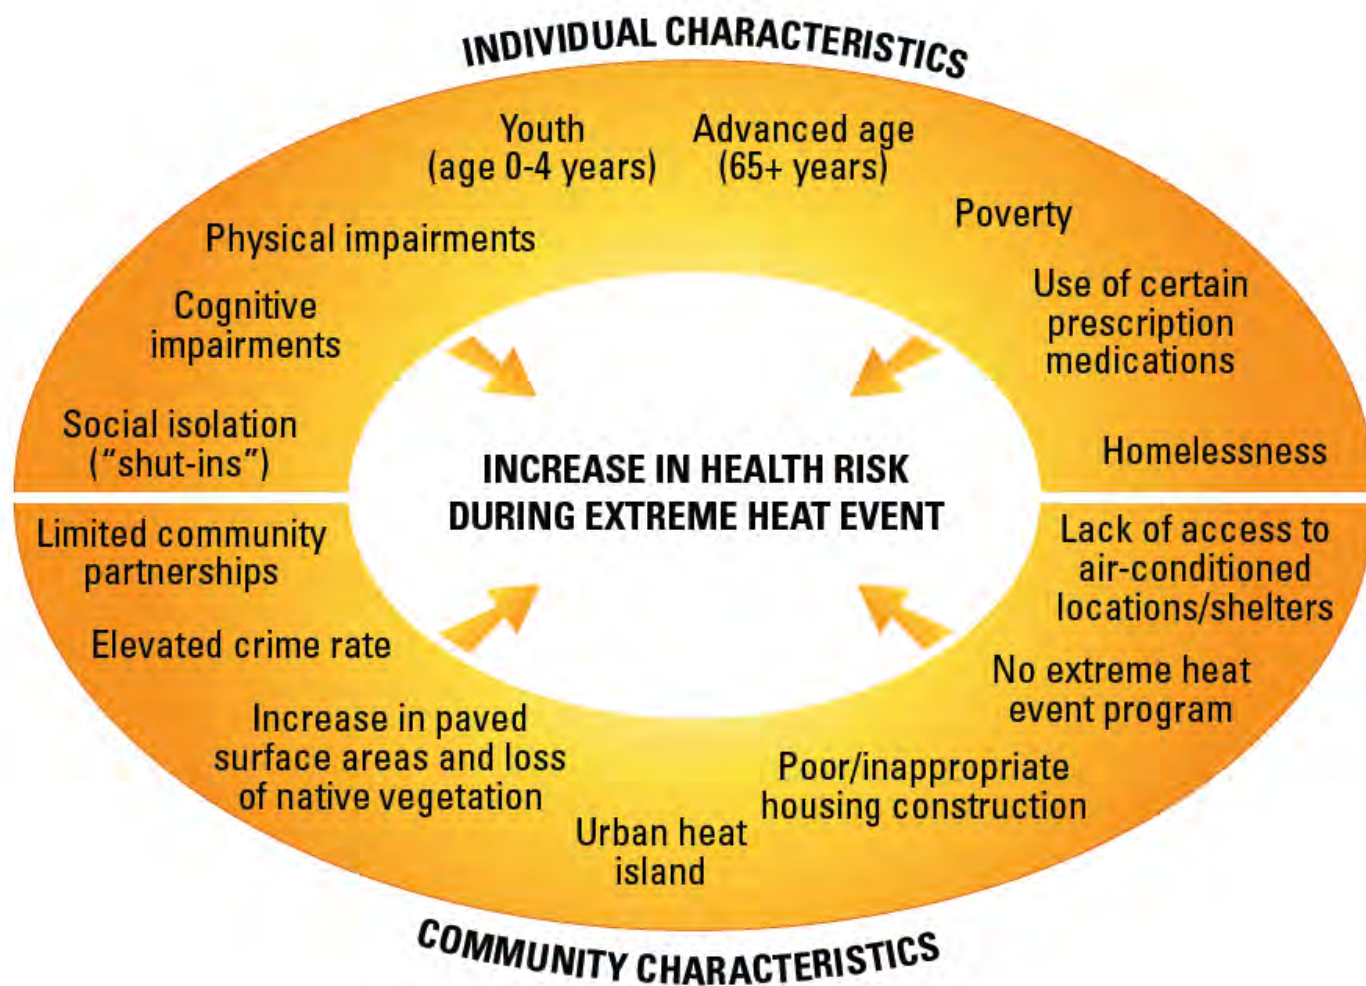 INDIVIDUAL CHARACTERISTICS
Youth
(age 0-4 years)
Advanced age
(65+ years)
Poverty
Physical impairments
Use of certain
prescription
medications
Cognitive
impairments
Social isolation
(“shut-ins”)
Homelessness
INCREASE IN HEALTH RISK
DURING EXTREME HEAT EVENT
Limited community
partnerships
Lack of access to
air-conditioned
locations/shelters
Elevated crime rate
No extreme heat
event program
Increase in paved
surface areas and loss
of native vegetation
Poor/inappropriate
housing construction
Urban heat
island
COMMUNITY CHARACTERISTICS